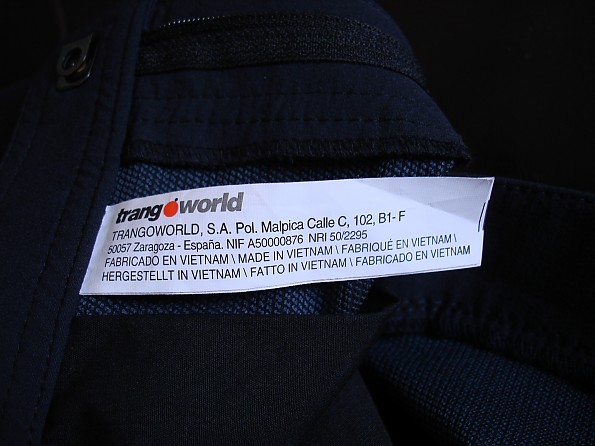 trangoworld
TRANGOWORLD, S.A. Pol. Malpica Calle C, 102, B1- F
50057 Zaragoza - España. NIF A50000876 NRI 50/2295
FABRICADO EN VIETNAM \ MADE IN VIETNAM \ FABRIQUÉ EN VIETNAM \
HERGESTELLT IN VIETNAM \ FATTO IN VIETNAM \ FABRICADO EN VIETNAM